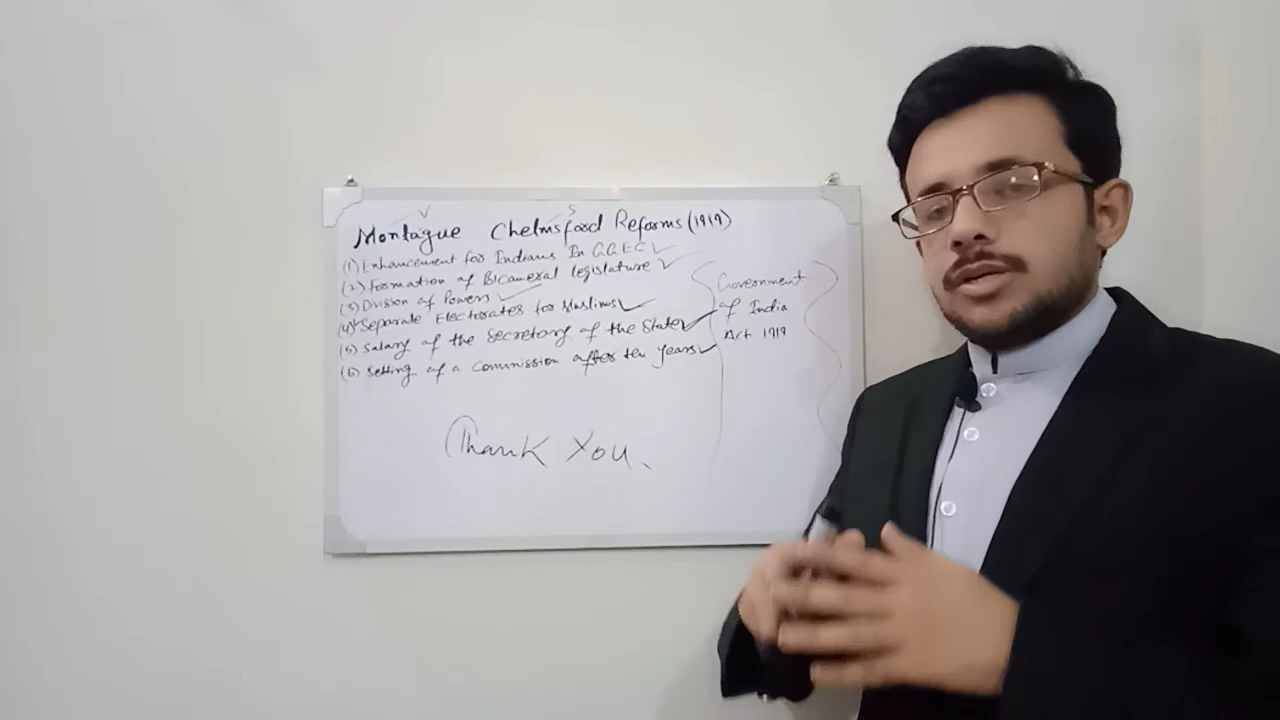 V S
Montague Chelmsford Reforms (1919)
(1) Enhancement for Indians In G.G.E.C
(2) Formation of Bicameral legislature
(3) Division of Powers
(4) Separate Electorates for Muslims
(5) Salary of the Secretary of the State
(6) Setting of a Commission after ten years
Government
of India
Act 1919
Thank You.